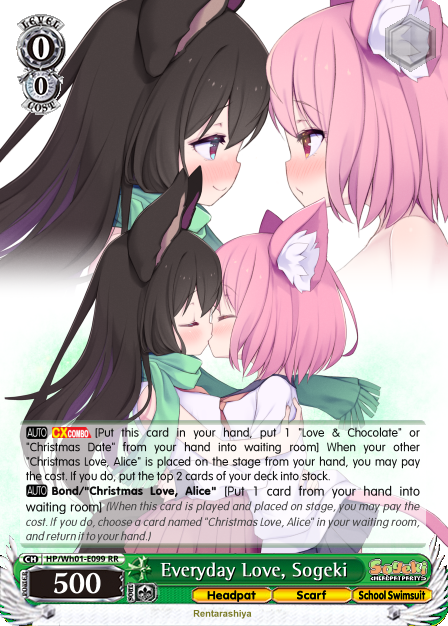 LEVEL
0
0
COST
AUTO CXCOMBO [Put this card in your hand, put 1 "Love & Chocolate" or
"Christmas Date" from your hand into waiting room] When your other
"Christmas Love, Alice" is placed on the stage from your hand, you may pay
the cost. If you do, put the top 2 cards of your deck into stock.
AUTO Bond/"Christmas Love, Alice" [Put 1 card from your hand into
waiting room] (When this card is played and placed on stage, you may pay the
cost. If you do, choose a card named "Christmas Love, Alice" in your waiting room,
and return it to your hand.)
CH HP/Wh01-E099 RR
POWER
500
SOUL
Everyday Love, Sogeki
Sogeki
HEADPAT PARTY
Headpat
Scarf
School Swimsuit
Rentarashiya